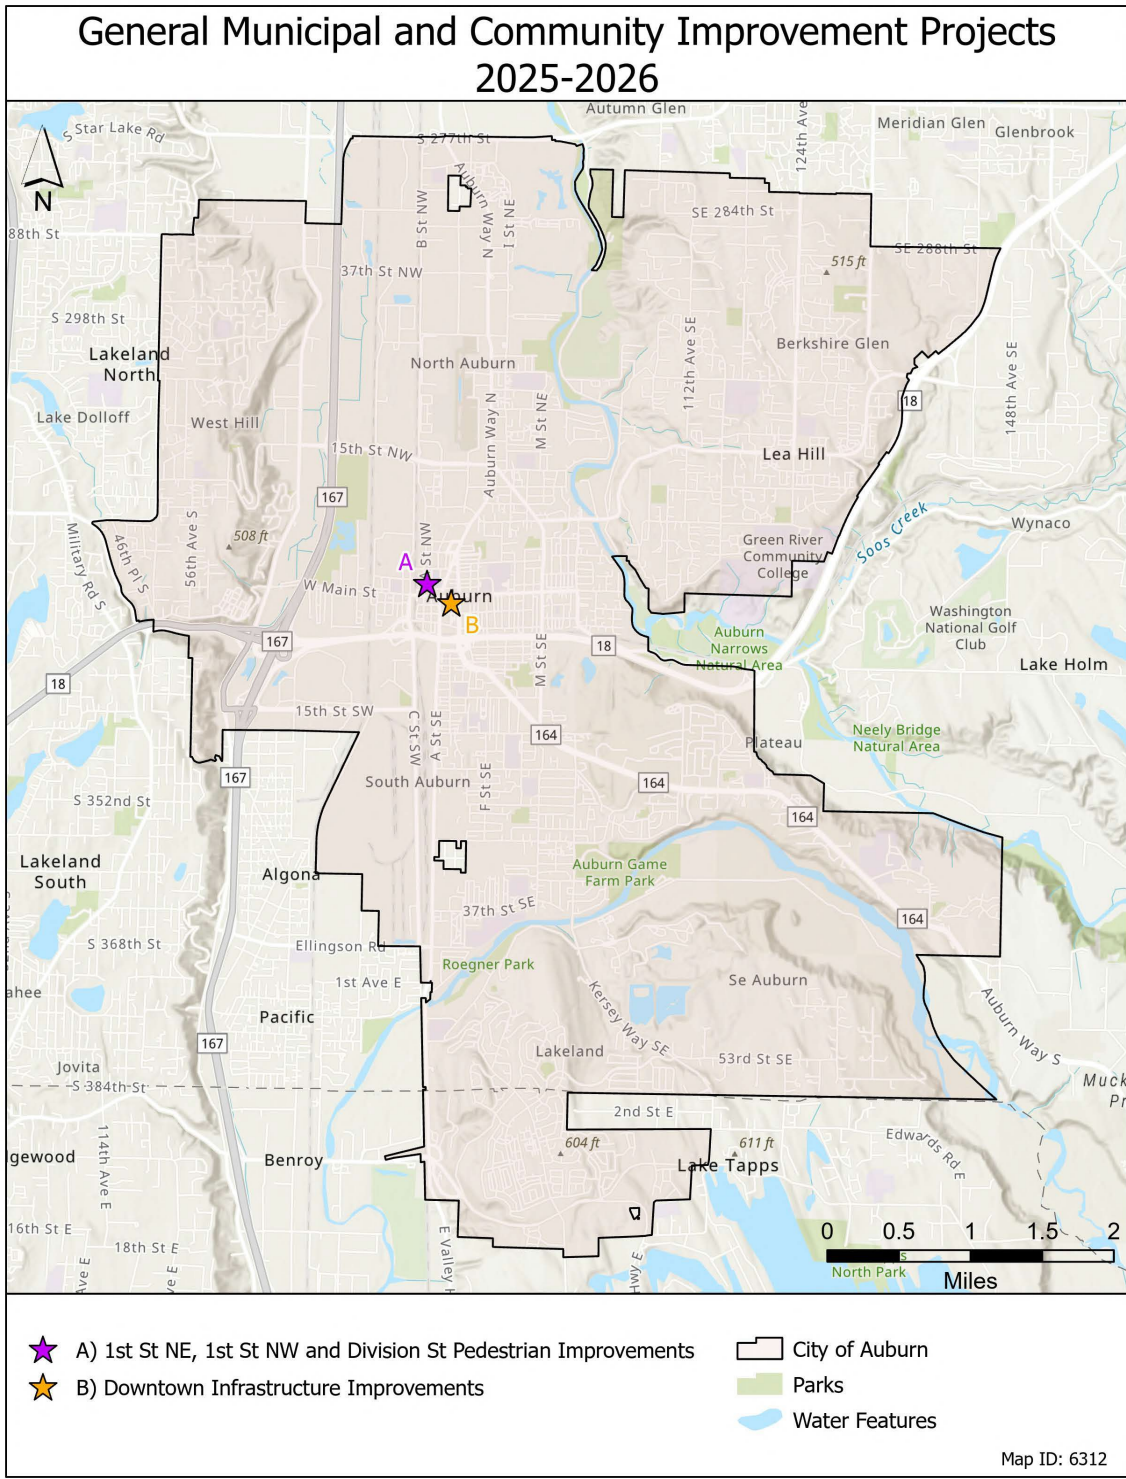 General Municipal and Community Improvement Projects
2025-2026
Autumn Glen
Meridian Glen
Glenbrook
S Star Lake Rd
S 277th St
124th Ave
N
88th St
B St NW
Auburn Way N
I St NE
SE 284th St
SE 288th St
37th St NW
515 ft
S 298th St
Lakeland
North
North Auburn
112th Ave SE
Berkshire Glen
148th Ave SE
Lake Dolloff
West Hill
Auburn Way N
M St NE
18
15th St NW
Lea Hill
167
Soos Creek
Wynaco
Military Rd S
46th Pl S
56th Ave S
508 ft
A St NW
Green River
Community
College
A
W Main St
Auburn
B
Washington
National Golf
Club
Auburn
Narrows
Natural Area
167
M St SE
18
Lake Holm
18
15th St SW
C St SW
A St SE
164
Plateau
Neely Bridge
Natural Area
167
South Auburn
F St SE
164
S 352nd St
164
Lakeland
South
Algona
Auburn Game
Farm Park
37th St SE
164
S 368th St
Ellingson Rd
Roegner Park
1st Ave E
Se Auburn
ahee
Kersey Way SE
Auburn Way S
Pacific
167
Lakeland
53rd St SE
Jovita
S 384th St
Muck
Pr
2nd St E
114th Ave E
604 ft
611 ft
Edwards Rd E
dgewood
Benroy
Lake Tapps
16th St E
18th St E
Ave E
ve E
E Valley H
Hwy E
0 0.5 1 1.5 2
Miles
s
North Park
A) 1st St NE, 1st St NW and Division St Pedestrian Improvements
B) Downtown Infrastructure Improvements
City of Auburn
Parks
Water Features
Map ID: 6312